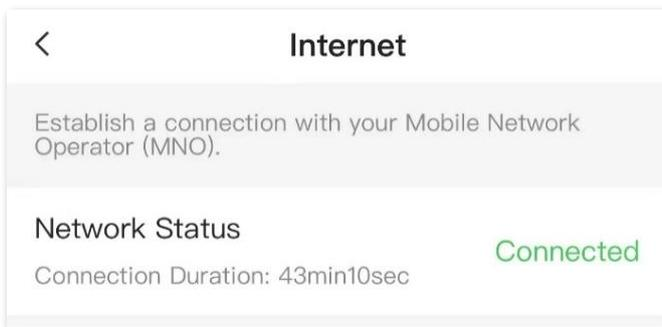 Internet
Establish a connection with your Mobile Network
Operator (MNO).
Network Status
Connected
Connection Duration: 43min10sec